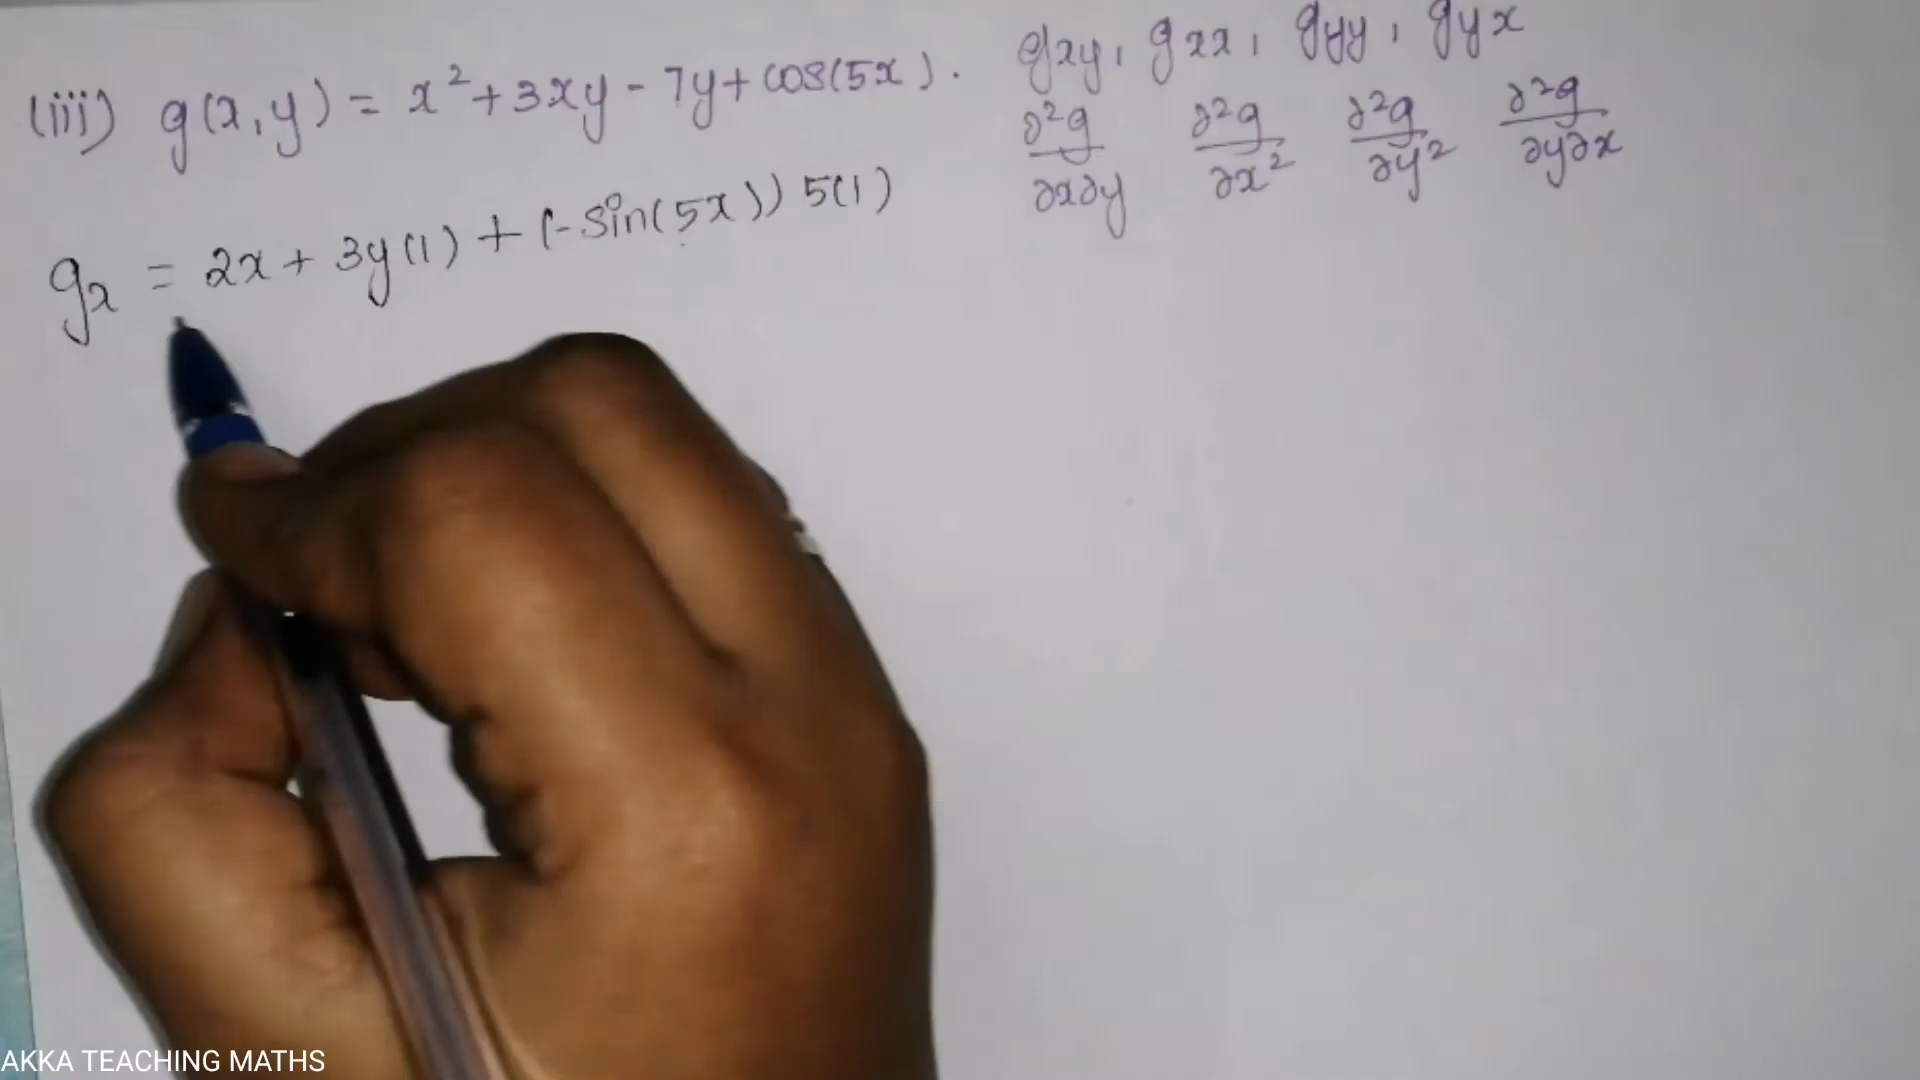 (iii) g(x,y) = x²+3xy-7y+cos(5x). gxy, gxx, gyy, gyx
∂²g/∂x∂y ∂²g/∂x² ∂²g/∂y² ∂²g/∂y∂x
gx = 2x+3y(1)+(-sin(5x))5(1)
AKKA TEACHING MATHS